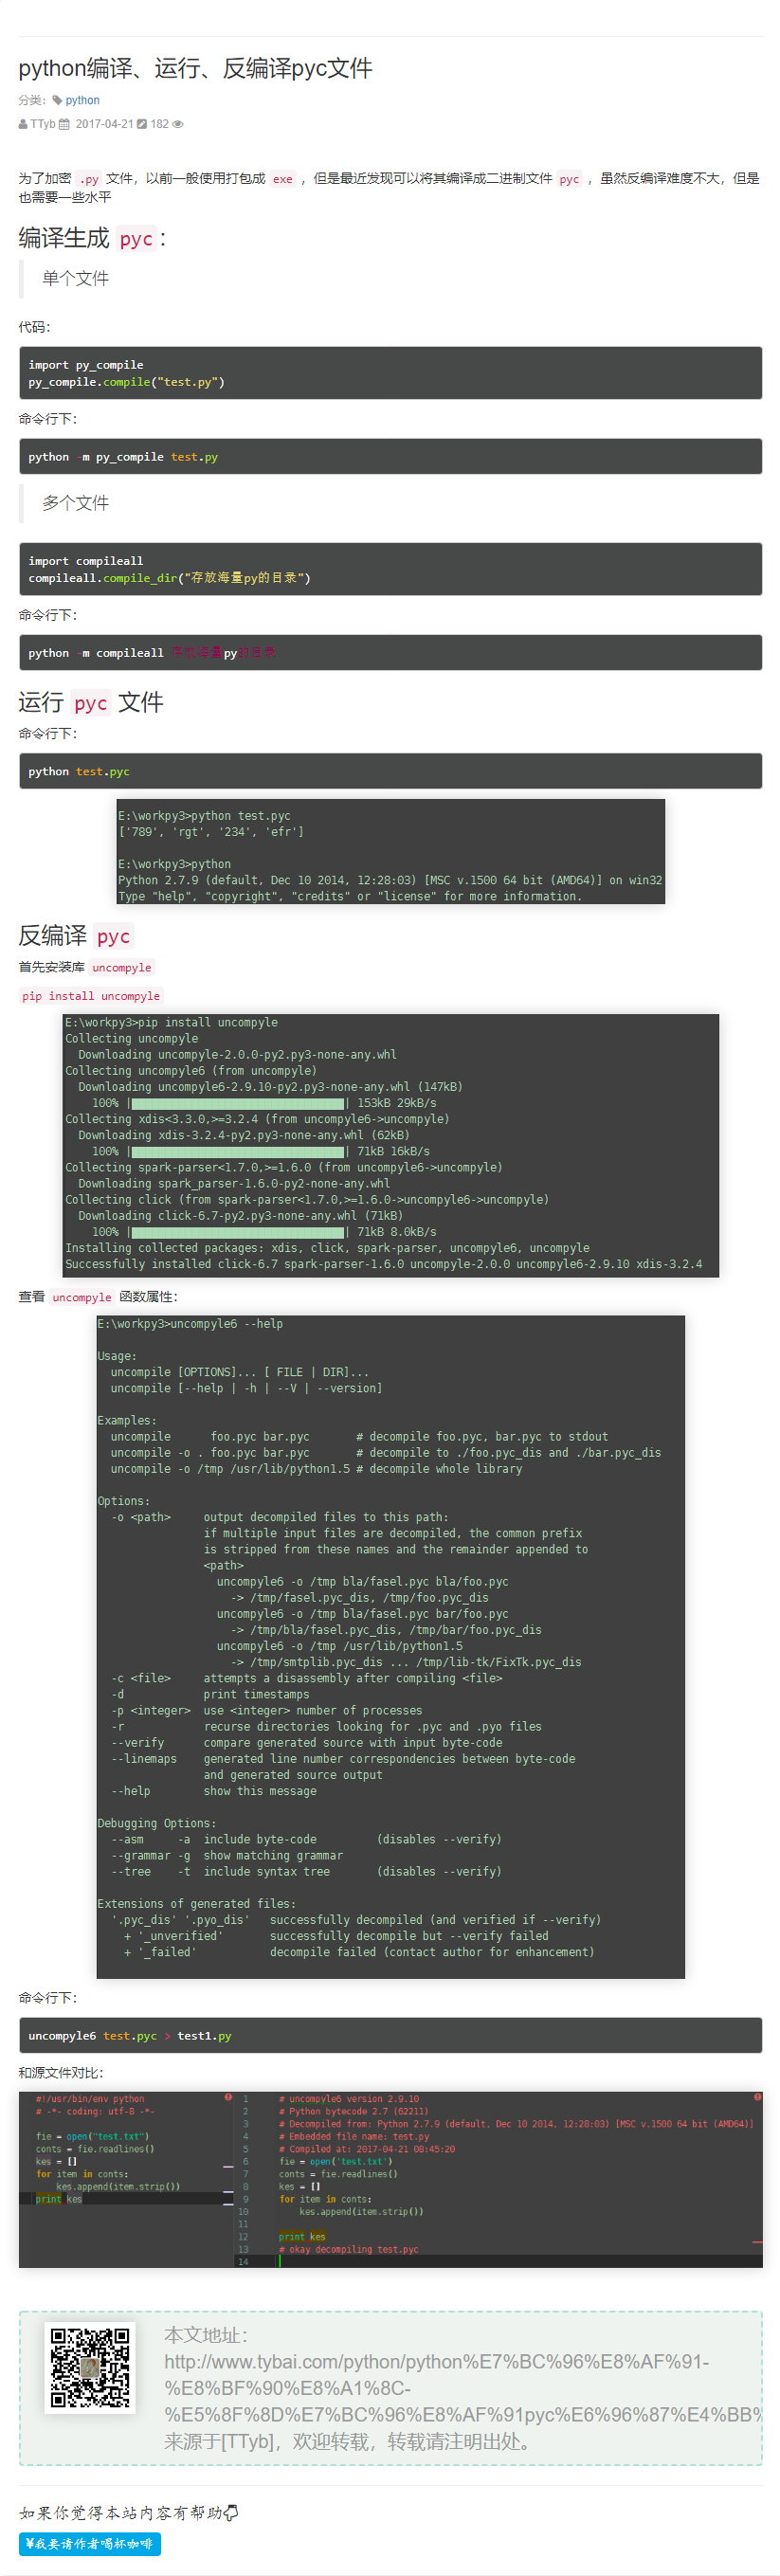 python编译、运行、反编译pyc文件
分类： python
TTyb 2017-04-21 182
为了加密 .py 文件，以前一般使用打包成 exe ，但是最近发现可以将其编译成二进制文件 pyc ，虽然反编译难度不大，但是
也需要一些水平
编译生成 pyc：
单个文件
代码：
import py_compile
py_compile.compile("test.py")
命令行下：
python -m py_compile test.py
多个文件
import compileall
compileall.compile_dir("存放海量py的目录")
命令行下：
python -m compileall 存放海量py的目录
运行 pyc 文件
命令行下：
python test.pyc
E:\workpy3>python test.pyc
['789', 'rgt', '234', 'efr']
E:\workpy3>python
Python 2.7.9 (default, Dec 10 2014, 12:28:03) [MSC v.1500 64 bit (AMD64)] on win32
Type "help", "copyright", "credits" or "license" for more information.
反编译 pyc
首先安装库 uncompyle
pip install uncompyle
E:\workpy3>pip install uncompyle
Collecting uncompyle
Downloading uncompyle-2.0.0-py2.py3-none-any.whl
Collecting uncompyle6 (from uncompyle)
Downloading uncompyle6-2.9.10-py2.py3-none-any.whl (147kB)
100% |████████████████████████████████| 153kB 29kB/s
Collecting xdis<3.3.0,>=3.2.4 (from uncompyle6->uncompyle)
Downloading xdis-3.2.4-py2.py3-none-any.whl (62kB)
100% |████████████████████████████████| 71kB 16kB/s
Collecting spark-parser<1.7.0,>=1.6.0 (from uncompyle6->uncompyle)
Downloading spark_parser-1.6.0-py2-none-any.whl
Collecting click (from spark-parser<1.7.0,>=1.6.0->uncompyle6->uncompyle)
Downloading click-6.7-py2.py3-none-any.whl (71kB)
100% |████████████████████████████████| 71kB 8.0kB/s
Installing collected packages: xdis, click, spark-parser, uncompyle6, uncompyle
Successfully installed click-6.7 spark-parser-1.6.0 uncompyle-2.0.0 uncompyle6-2.9.10 xdis-3.2.4
查看 uncompyle 函数属性：
E:\workpy3>uncompyle6 --help
Usage:
uncompile [OPTIONS]... [ FILE | DIR]...
uncompile [--help | -h | --V | --version]
Examples:
uncompile      foo.pyc bar.pyc       # decompile foo.pyc, bar.pyc to stdout
uncompile -o . foo.pyc bar.pyc       # decompile to ./foo.pyc_dis and ./bar.pyc_dis
uncompile -o /tmp /usr/lib/python1.5 # decompile whole library
Options:
-o <path>     output decompiled files to this path:
if multiple input files are decompiled, the common prefix
is stripped from these names and the remainder appended to
<path>
uncompyle6 -o /tmp bla/fasel.pyc bla/foo.pyc
-> /tmp/fasel.pyc_dis, /tmp/foo.pyc_dis
uncompyle6 -o /tmp bla/fasel.pyc bar/foo.pyc
-> /tmp/bla/fasel.pyc_dis, /tmp/bar/foo.pyc_dis
uncompyle6 -o /tmp /usr/lib/python1.5
-> /tmp/smtplib.pyc_dis ... /tmp/lib-tk/FixTk.pyc_dis
-c <file>     attempts a disassembly after compiling <file>
-d            print timestamps
-p <integer>  use <integer> number of processes
-r            recurse directories looking for .pyc and .pyo files
--verify      compare generated source with input byte-code
--linemaps    generated line number correspondencies between byte-code
and generated source output
--help        show this message
Debugging Options:
--asm     -a  include byte-code         (disables --verify)
--grammar -g  show matching grammar
--tree    -t  include syntax tree       (disables --verify)
Extensions of generated files:
'.pyc_dis' '.pyo_dis'   successfully decompiled (and verified if --verify)
+ '_unverified'       successfully decompile but --verify failed
+ '_failed'           decompile failed (contact author for enhancement)
命令行下：
uncompyle6 test.pyc > test1.py
和源文件对比：
#!/usr/bin/env python
# -*- coding: utf-8 -*-
fie = open("test.txt")
conts = fie.readlines()
kes = []
for item in conts:
kes.append(item.strip())
print kes
1 # uncompyle6 version 2.9.10
2 # Python bytecode 2.7 (62211)
3 # Decompiled from: Python 2.7.9 (default, Dec 10 2014, 12:28:03) [MSC v.1500 64 bit (AMD64)]
4 # Embedded file name: test.py
5 # Compiled at: 2017-04-21 08:45:20
6 fie = open('test.txt')
7 conts = fie.readlines()
8 kes = []
9 for item in conts:
10 kes.append(item.strip())
11
12 print kes
13 # okay decompiling test.pyc
14
本文地址：
http://www.tybai.com/python/python%E7%BC%96%E8%AF%91-
%E8%BF%90%E8%A1%8C-
%E5%8F%8D%E7%BC%96%E8%AF%91pyc%E6%96%87%E4%BB%
来源于[TTyb]，欢迎转载，转载请注明出处。
如果你觉得本站内容有帮助
¥我要请作者喝杯咖啡